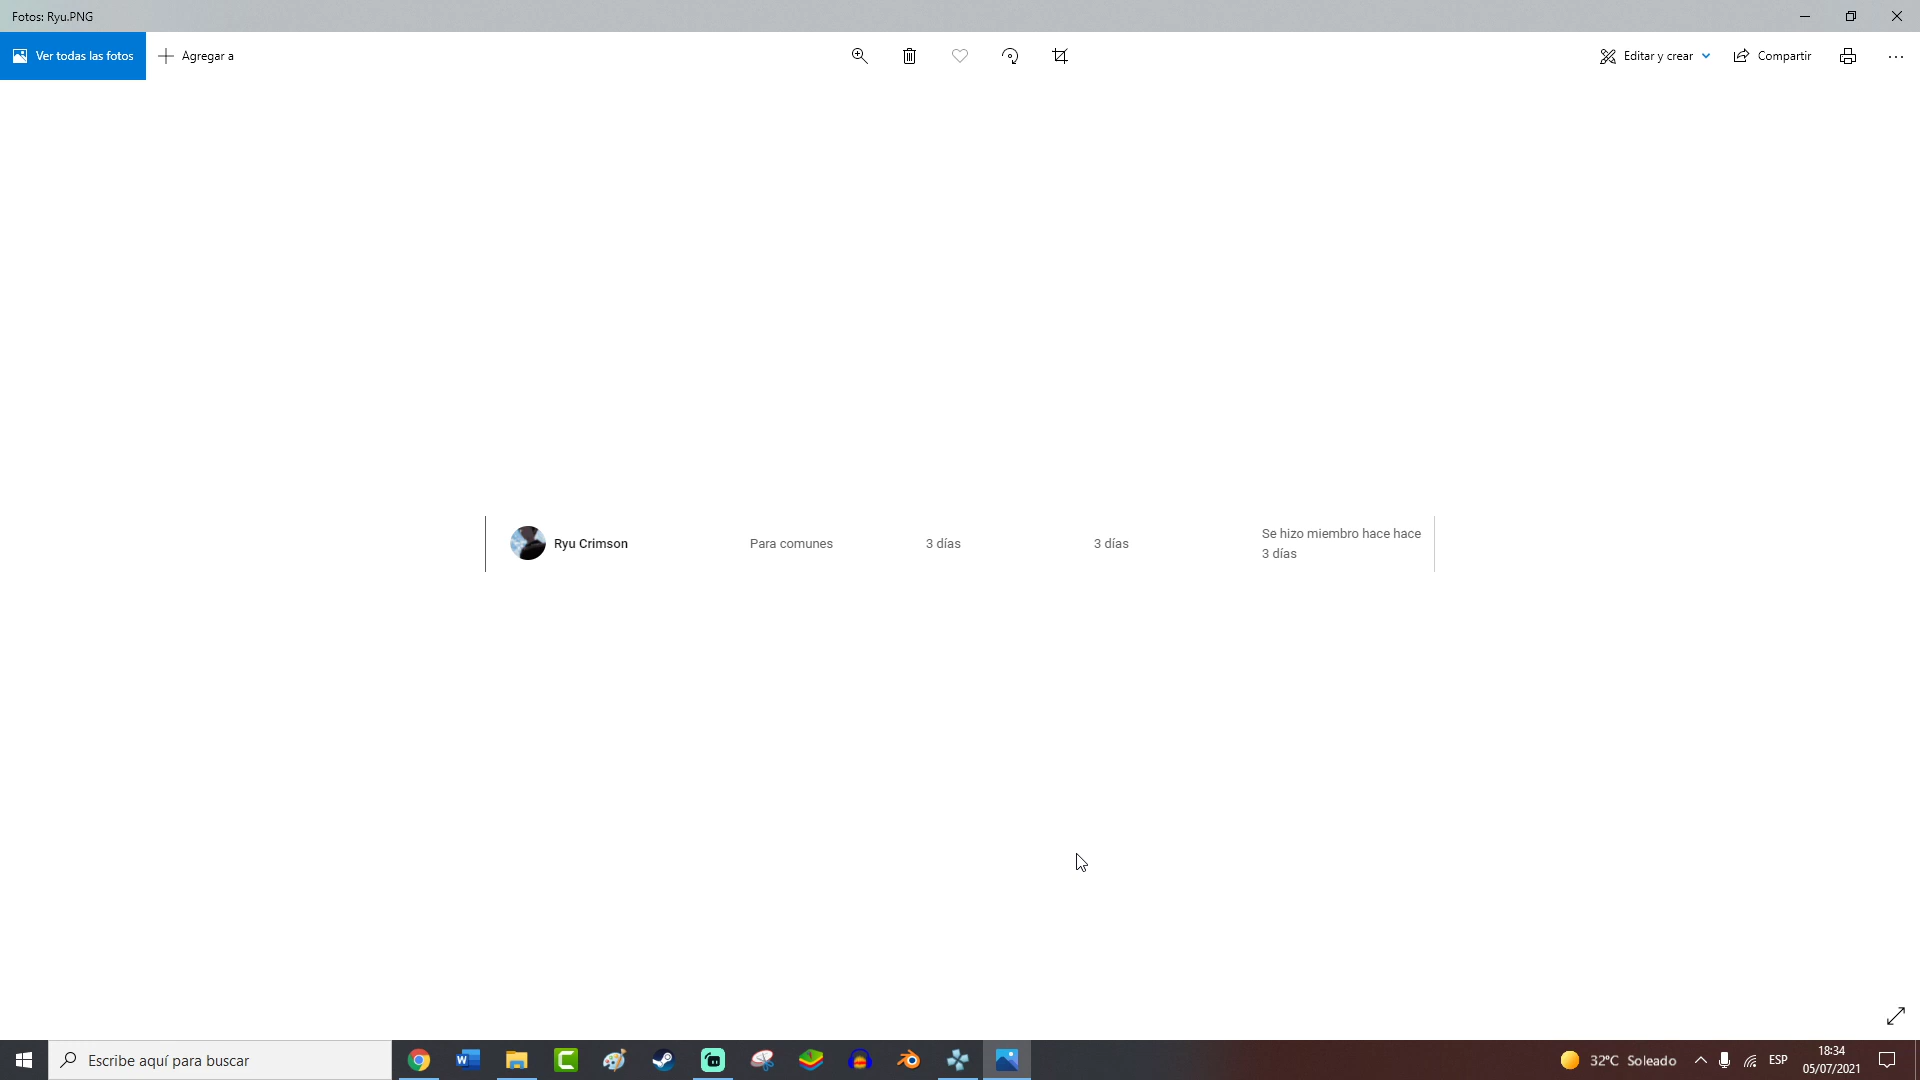 Fotos: Ryu.PNG
Ver todas las fotos
Agregar a
Editar y crear
Compartir
Ryu Crimson
Para comunes
3 días
3 días
Se hizo miembro hace hace
3 días
Escribe aquí para buscar
32°C Soleado
ESP
18:34
05/07/2021